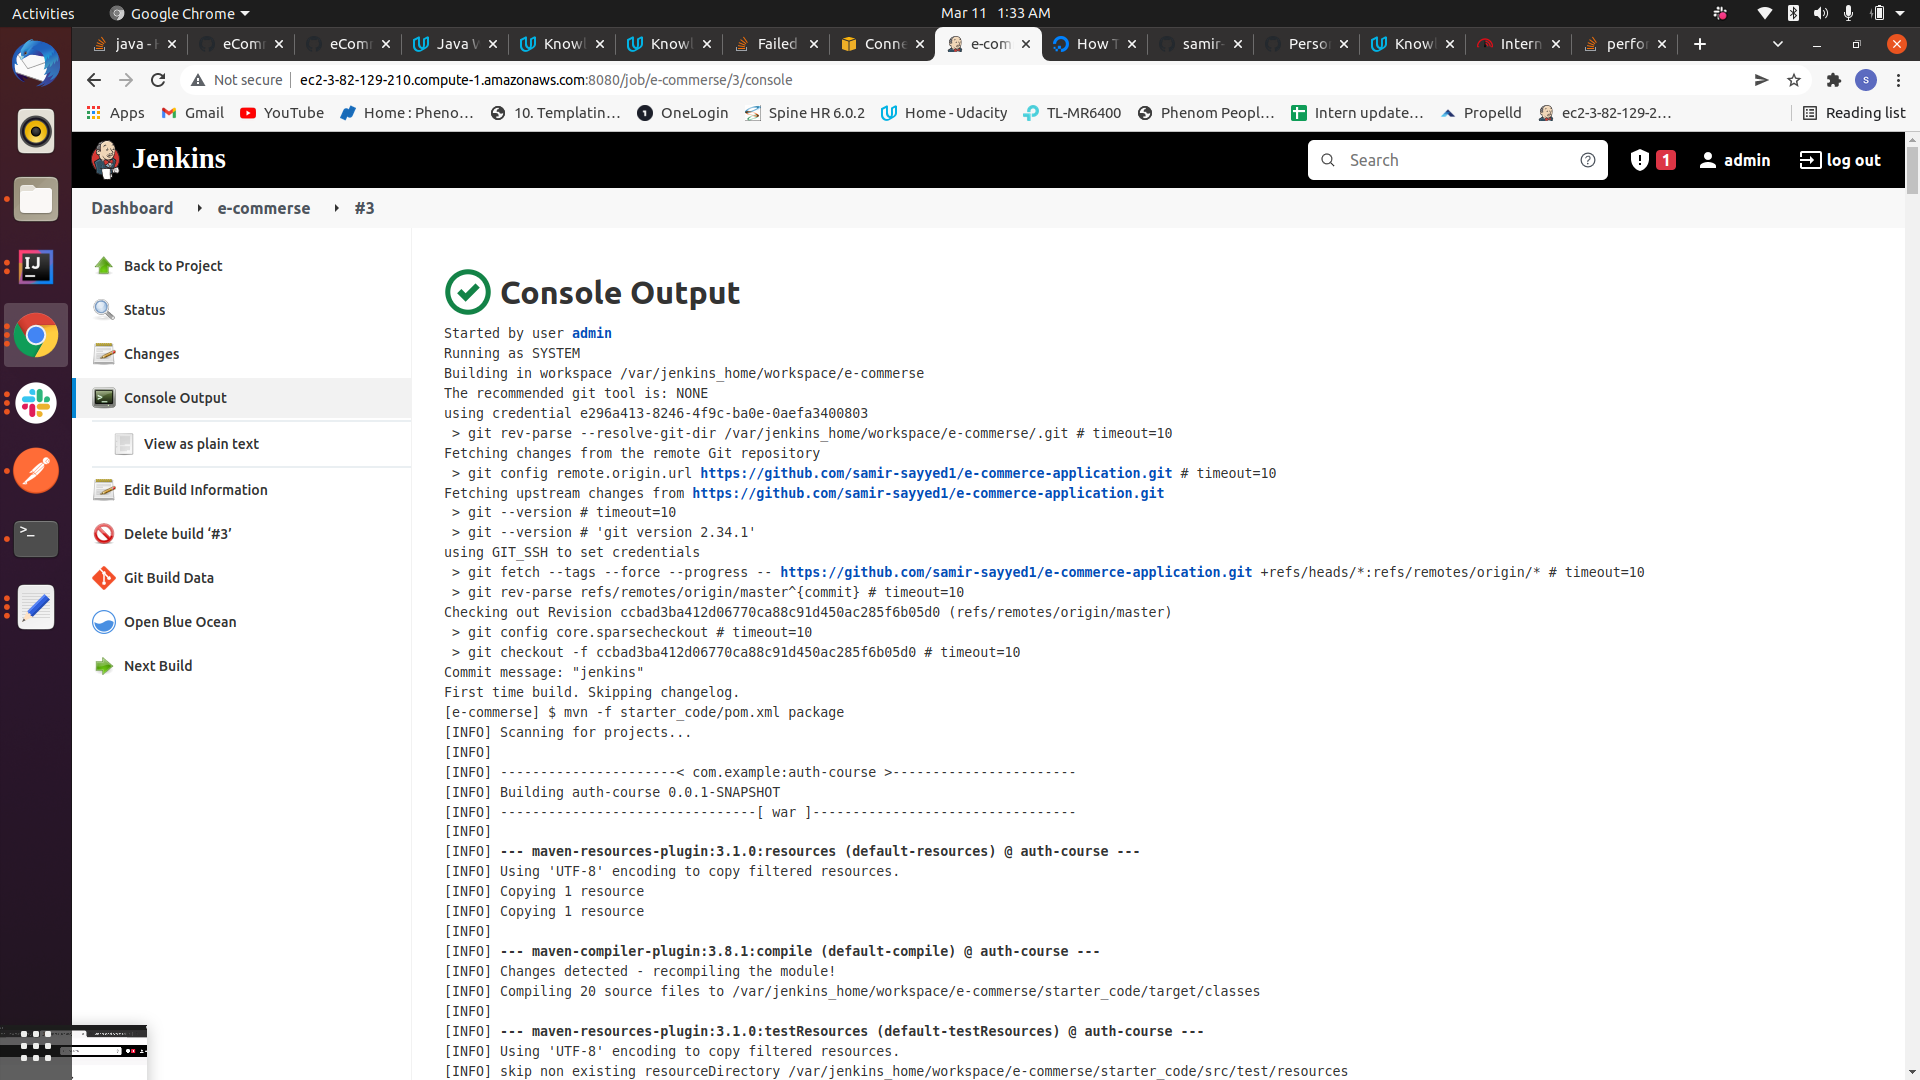 Activities Google Chrome Mar 11 1:33 AM
java - eComm eComm Java W Knowl Knowl Failed Conne e-com How T samir- Person Knowl Intern perfor
Not secure ec2-3-82-129-210.compute-1.amazonaws.com:8080/job/e-commerse/3/console S
Apps Gmail YouTube Home : Pheno… 10. Templatin… OneLogin Spine HR 6.0.2 Home - Udacity TL-MR6400 Phenom Peopl… Intern update… Propelld ec2-3-82-129-2… Reading list
Jenkins Search 1 admin log out
Dashboard e-commerse #3
Back to Project
Status
Changes
Console Output
View as plain text
Edit Build Information
Delete build ‘#3’
Git Build Data
Open Blue Ocean
Next Build
Console Output
Started by user admin
Running as SYSTEM
Building in workspace /var/jenkins_home/workspace/e-commerse
The recommended git tool is: NONE
using credential e296a413-8246-4f9c-ba0e-0aefa3400803
> git rev-parse --resolve-git-dir /var/jenkins_home/workspace/e-commerse/.git # timeout=10
Fetching changes from the remote Git repository
> git config remote.origin.url https://github.com/samir-sayyed1/e-commerce-application.git # timeout=10
Fetching upstream changes from https://github.com/samir-sayyed1/e-commerce-application.git
> git --version # timeout=10
> git --version # 'git version 2.34.1'
using GIT_SSH to set credentials
> git fetch --tags --force --progress -- https://github.com/samir-sayyed1/e-commerce-application.git +refs/heads/*:refs/remotes/origin/* # timeout=10
> git rev-parse refs/remotes/origin/master^{commit} # timeout=10
Checking out Revision ccbad3ba412d06770ca88c91d450ac285f6b05d0 (refs/remotes/origin/master)
> git config core.sparsecheckout # timeout=10
> git checkout -f ccbad3ba412d06770ca88c91d450ac285f6b05d0 # timeout=10
Commit message: "jenkins"
First time build. Skipping changelog.
[e-commerse] $ mvn -f starter_code/pom.xml package
[INFO] Scanning for projects...
[INFO]
[INFO] ----------------------< com.example:auth-course >-----------------------
[INFO] Building auth-course 0.0.1-SNAPSHOT
[INFO] --------------------------------[ war ]---------------------------------
[INFO]
[INFO] --- maven-resources-plugin:3.1.0:resources (default-resources) @ auth-course ---
[INFO] Using 'UTF-8' encoding to copy filtered resources.
[INFO] Copying 1 resource
[INFO] Copying 1 resource
[INFO]
[INFO] --- maven-compiler-plugin:3.8.1:compile (default-compile) @ auth-course ---
[INFO] Changes detected - recompiling the module!
[INFO] Compiling 20 source files to /var/jenkins_home/workspace/e-commerse/starter_code/target/classes
[INFO]
[INFO] --- maven-resources-plugin:3.1.0:testResources (default-testResources) @ auth-course ---
[INFO] Using 'UTF-8' encoding to copy filtered resources.
[INFO] skip non existing resourceDirectory /var/jenkins_home/workspace/e-commerse/starter_code/src/test/resources